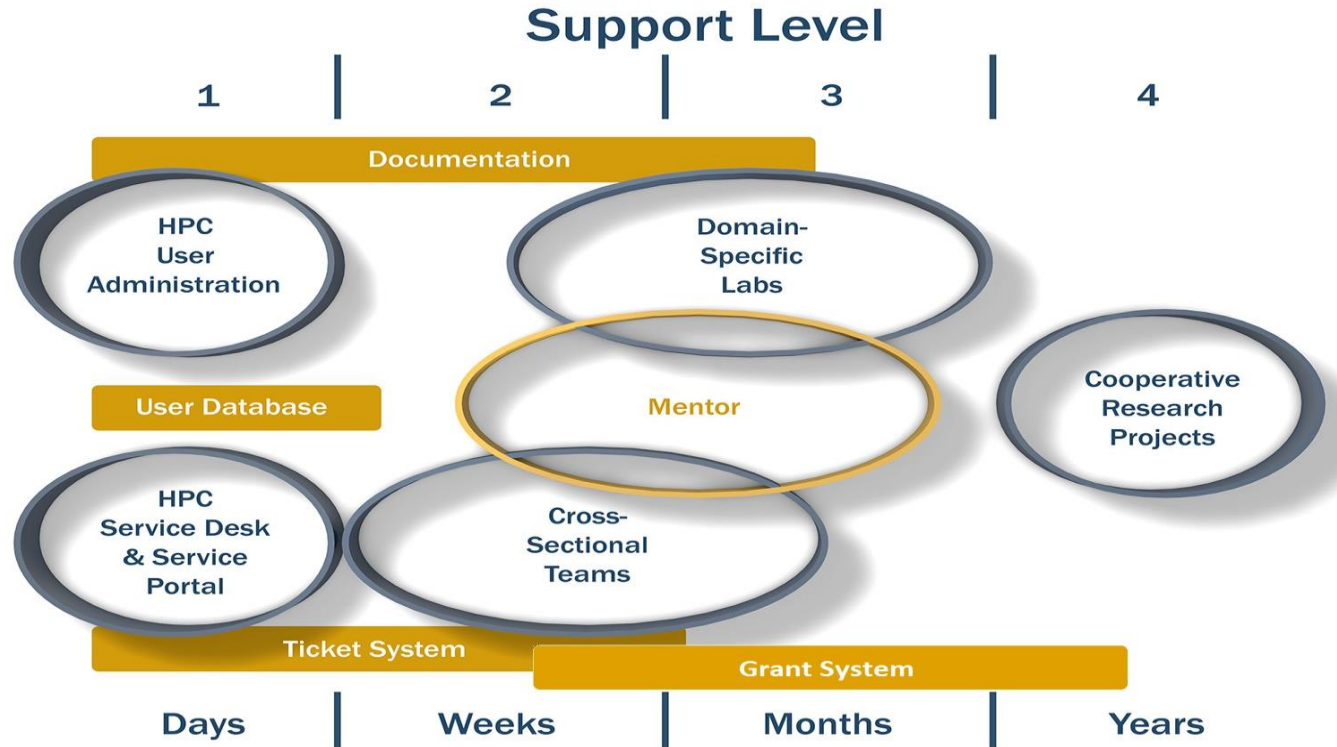 Support Level
1
2
3
4
Documentation
HPC
User
Administration
Domain-
Specific
Labs
User Database
Mentor
Cooperative
Research
Projects
HPC
Service Desk
& Service
Portal
Cross-
Sectional
Teams
Ticket System
Grant System
Days
Weeks
Months
Years